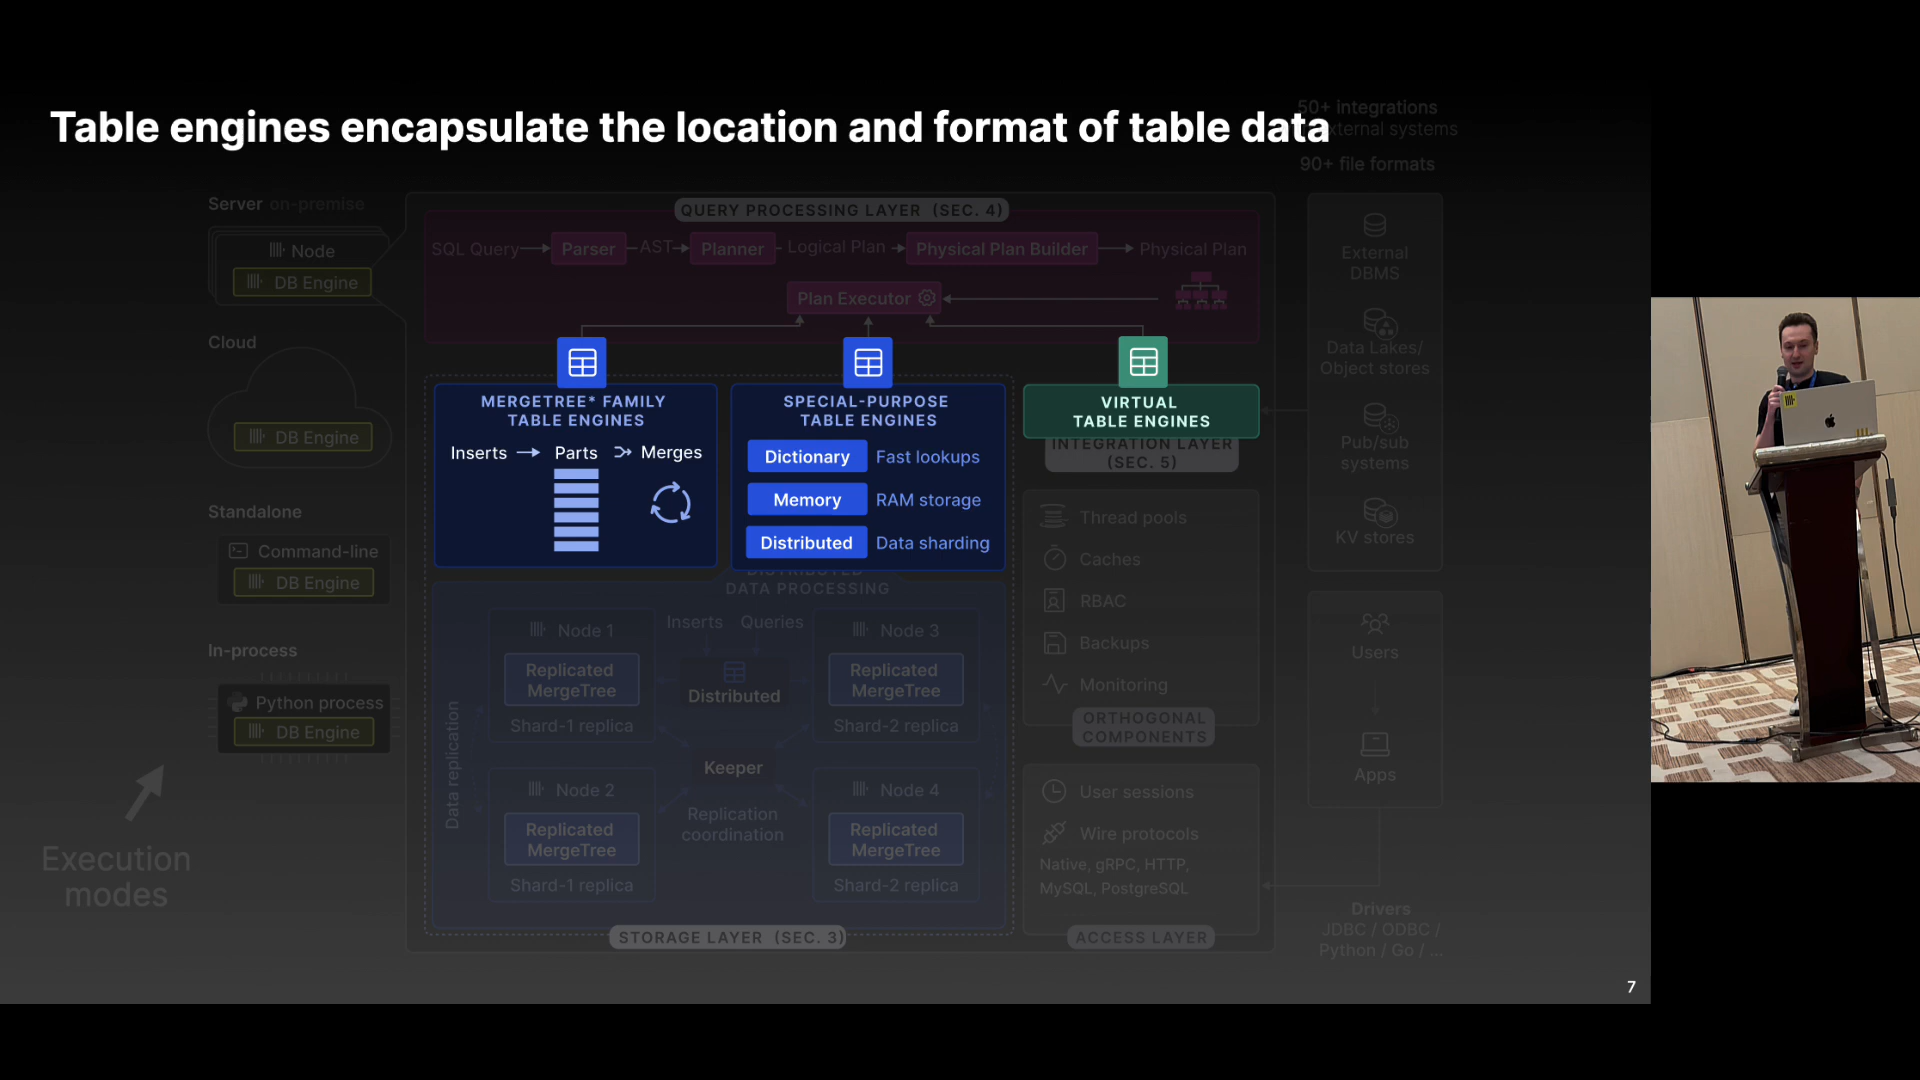 Table engines encapsulate the location and format of table data
50+ integrations
external systems
90+ file formats
Server on-premise
Node
DB Engine
Cloud
DB Engine
Standalone
Command-line
DB Engine
In-process
Python process
DB Engine
Execution
modes
QUERY PROCESSING LAYER (SEC. 4)
SQL Query
Parser
AST
Planner
Logical Plan
Physical Plan Builder
Physical Plan
Plan Executor
MERGETREE* FAMILY
TABLE ENGINES
Inserts
Parts
Merges
SPECIAL-PURPOSE
TABLE ENGINES
Dictionary Fast lookups
Memory RAM storage
Distributed Data sharding
VIRTUAL
TABLE ENGINES
INTEGRATION LAYER
(SEC. 5)
DISTRIBUTED
DATA PROCESSING
Data replication
Node 1
Replicated
MergeTree
Shard-1 replica
Inserts Queries
Distributed
Node 3
Replicated
MergeTree
Shard-2 replica
Keeper
Replication
coordination
Node 2
Replicated
MergeTree
Shard-1 replica
Node 4
Replicated
MergeTree
Shard-2 replica
STORAGE LAYER (SEC. 3)
Thread pools
Caches
RBAC
Backups
Monitoring
ORTHOGONAL
COMPONENTS
User sessions
Wire protocols
Native, gRPC, HTTP,
MySQL, PostgreSQL
ACCESS LAYER
External
DBMS
Data Lakes/
Object stores
Pub/sub
systems
KV stores
Users
Apps
Drivers
JDBC / ODBC /
Python / Go / ...
7